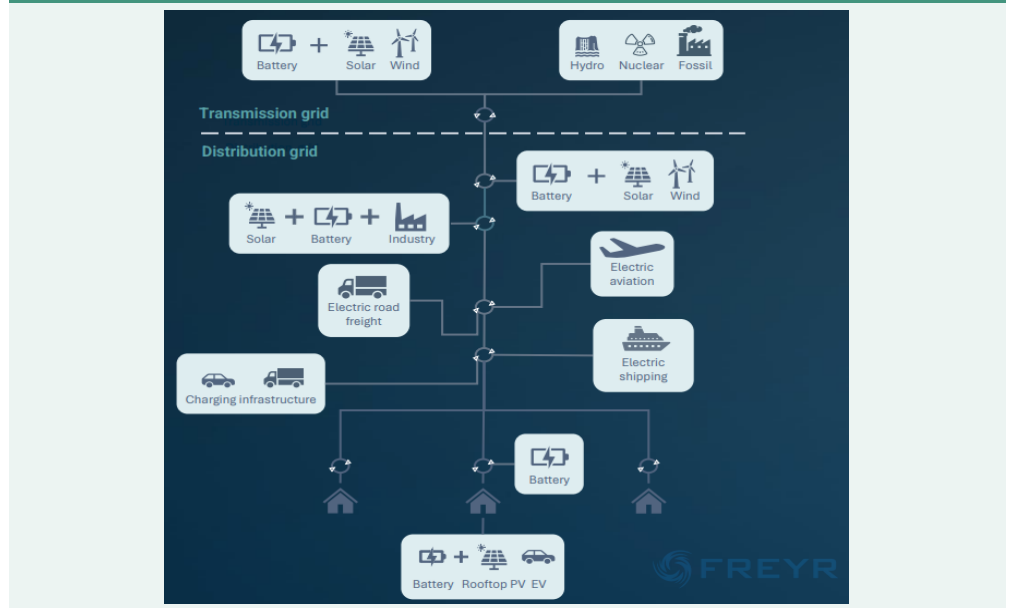 Battery + Solar Wind
Hydro Nuclear Fossil
Transmission grid
Distribution grid
Battery + Solar Wind
Solar + Battery + Industry
Electric
aviation
Electric road
freight
Electric
shipping
Charging infrastructure
Battery
Battery + Rooftop PV EV
FREYR